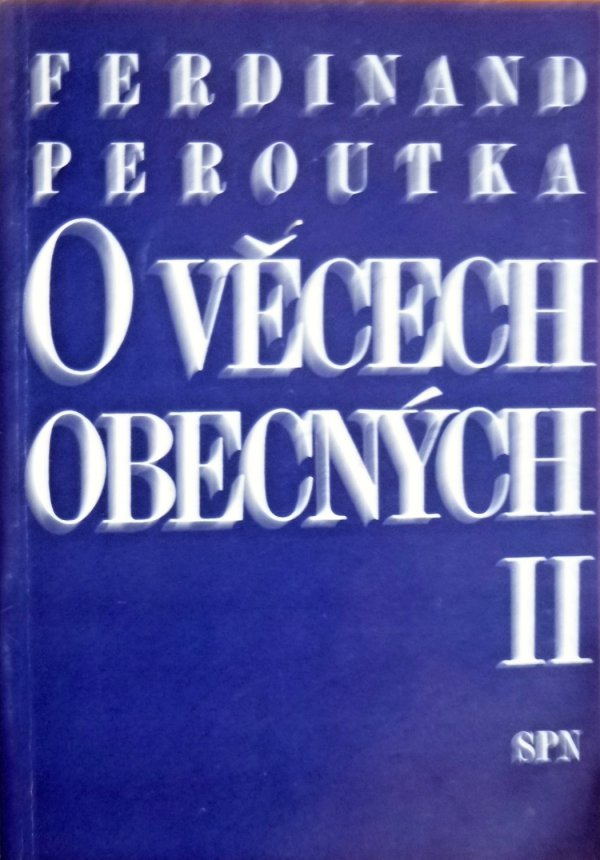 FERDINAND
PEROUTKA
O VĚCECH
OBECNÝCH
II
SPN